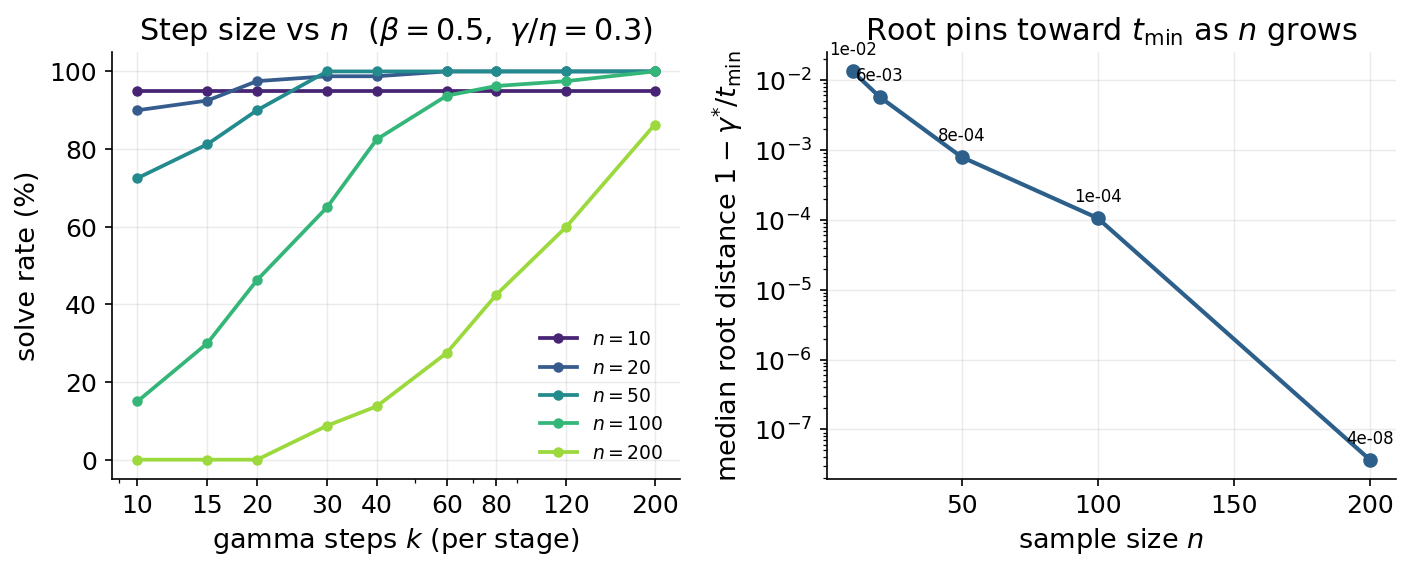 Step size vs n (β = 0.5, γ/η = 0.3)
solve rate (%)
100
80
60
40
20
0
n = 10
n = 20
n = 50
n = 100
n = 200
10 15 20 30 40 60 80 120 200
gamma steps k (per stage)
Root pins toward t_min as n grows
median root distance 1 − γ*/t_min
10⁻²
10⁻³
10⁻⁴
10⁻⁵
10⁻⁶
10⁻⁷
1e-02
6e-03
8e-04
1e-04
4e-08
50 100 150 200
sample size n